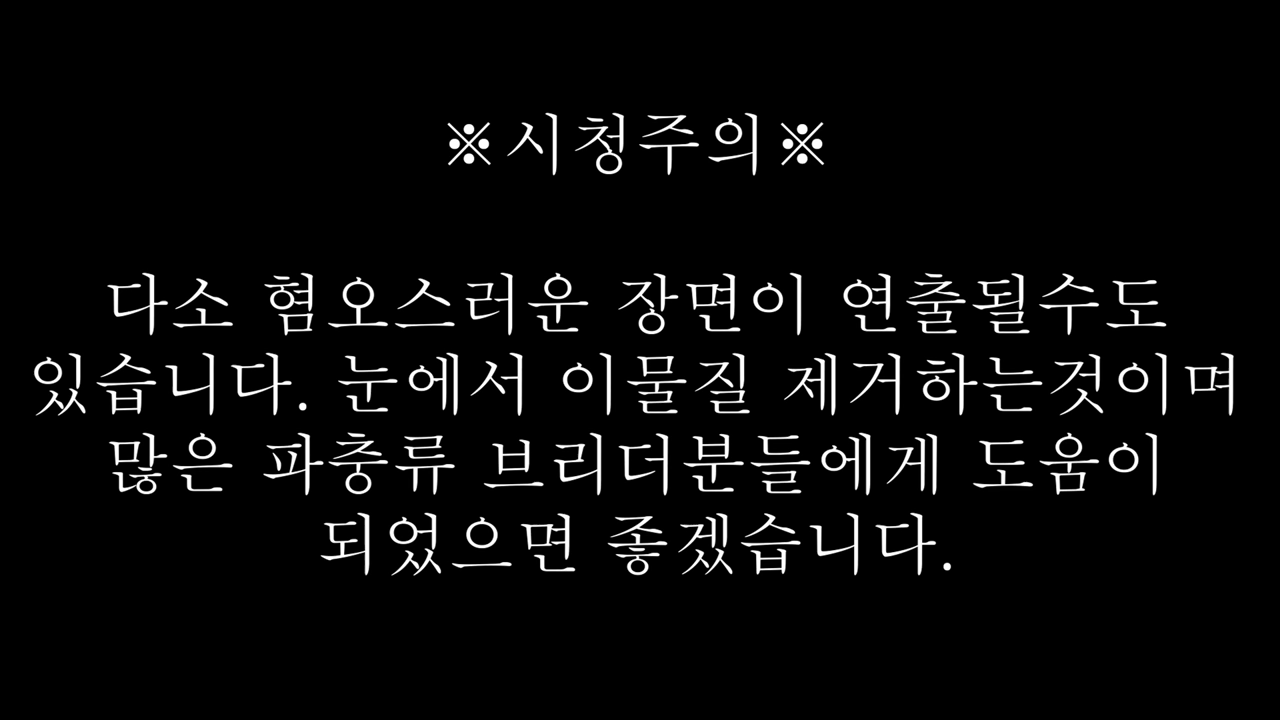 ※시청주의※
다소 혐오스러운 장면이 연출될수도
있습니다. 눈에서 이물질 제거하는것이며
많은 파충류 브리더분들에게 도움이
되었으면 좋겠습니다.